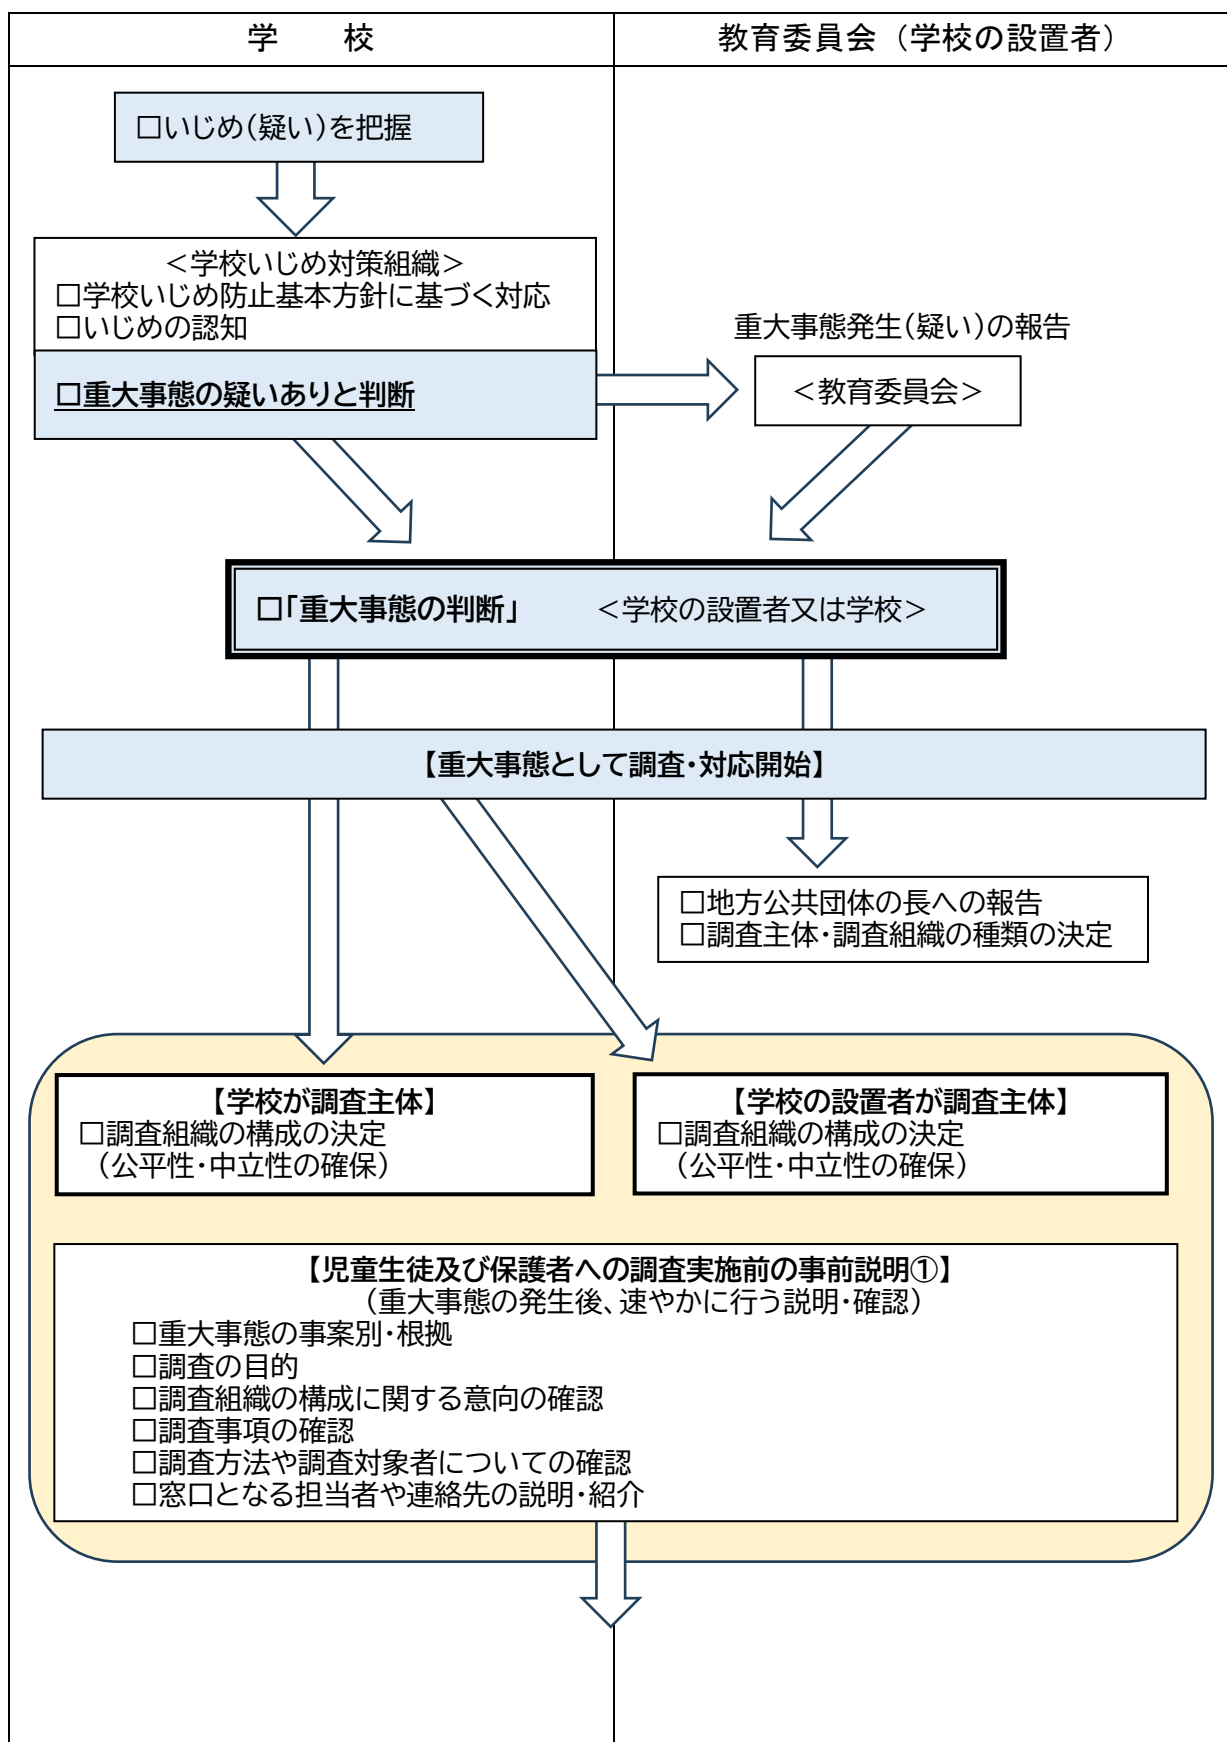 学　校
教育委員会（学校の設置者）
□いじめ（疑い）を把握
＜学校いじめ対策組織＞
□学校いじめ防止基本方針に基づく対応
□いじめの認知
□重大事態の疑いありと判断
重大事態発生（疑い）の報告
＜教育委員会＞
□「重大事態の判断」　＜学校の設置者又は学校＞
【重大事態として調査・対応開始】
□地方公共団体の長への報告
□調査主体・調査組織の種類の決定
【学校が調査主体】
□調査組織の構成の決定
（公平性・中立性の確保）
【学校の設置者が調査主体】
□調査組織の構成の決定
（公平性・中立性の確保）
【児童生徒及び保護者への調査実施前の事前説明①】
（重大事態の発生後、速やかに行う説明・確認）
□重大事態の事案別・根拠
□調査の目的
□調査組織の構成に関する意向の確認
□調査事項の確認
□調査方法や調査対象者についての確認
□窓口となる担当者や連絡先の説明・紹介